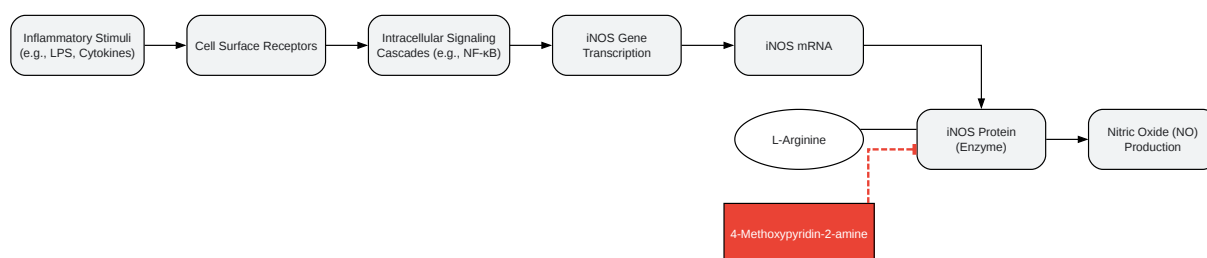 Inflammatory Stimuli
(e.g., LPS, Cytokines)
Cell Surface Receptors
Intracellular Signaling
Cascades (e.g., NF-κB)
iNOS Gene
Transcription
iNOS mRNA
L-Arginine
iNOS Protein
(Enzyme)
Nitric Oxide (NO)
Production
4-Methoxypyridin-2-amine